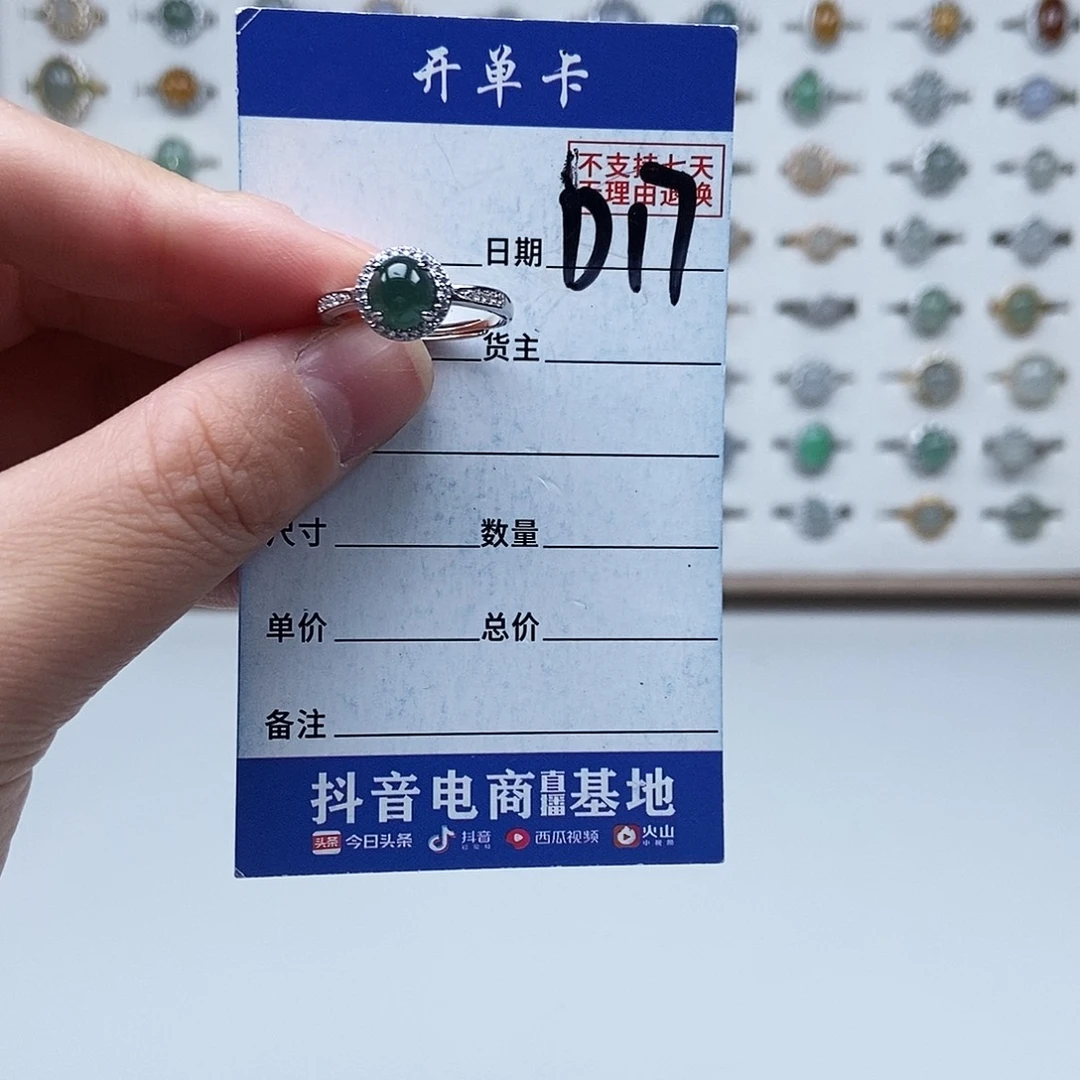 开单卡
不支持七天
无理由退换
D17
日期
货主
尺寸 数量
单价 总价
备注
抖音电商直播基地
头条 今日头条 抖音 西瓜视频 火山